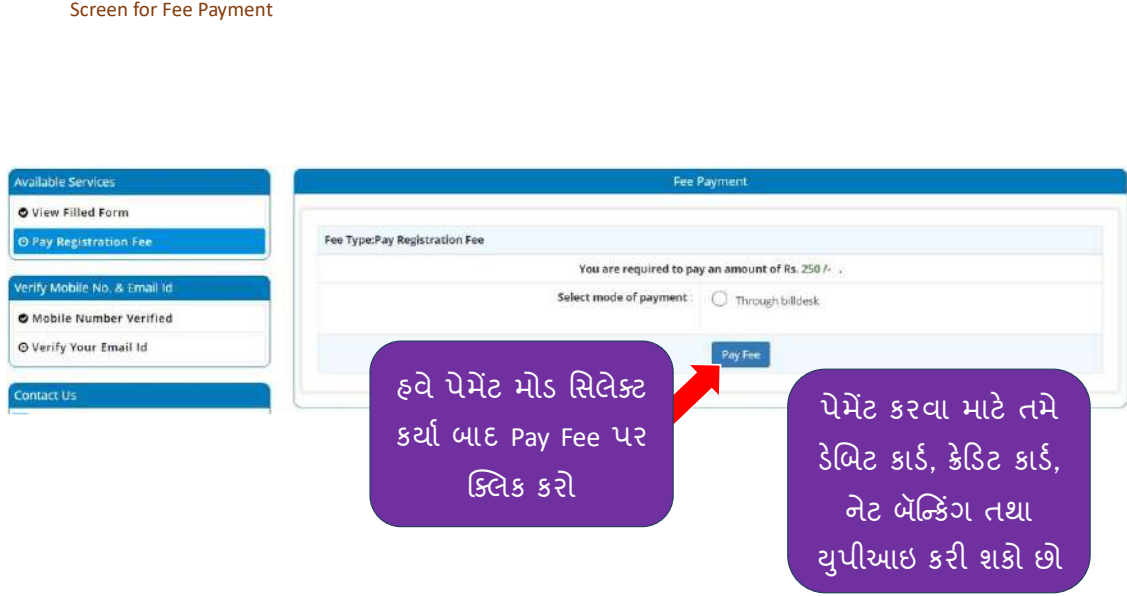 Screen for Fee Payment
Available Services
View Filled Form
Pay Registration Fee
Verify Mobile No. & Email Id
Mobile Number Verified
Verify Your Email Id
Contact Us
Fee Payment
Fee Type:Pay Registration Fee
You are required to pay an amount of Rs. 250 /- .
Select mode of payment :
Through billdesk
Pay Fee
હવે પેમેંટ મોડ સિલેક્ટ
કર્યા બાદ Pay Fee પર
ક્લિક કરો
પેમેંટ કરવા માટે તમે
ડેબિટ કાર્ડ, ક્રેડિટ કાર્ડ,
નેટ બૅન્કિંગ તથા
યુપીઆઇ કરી શકો છો